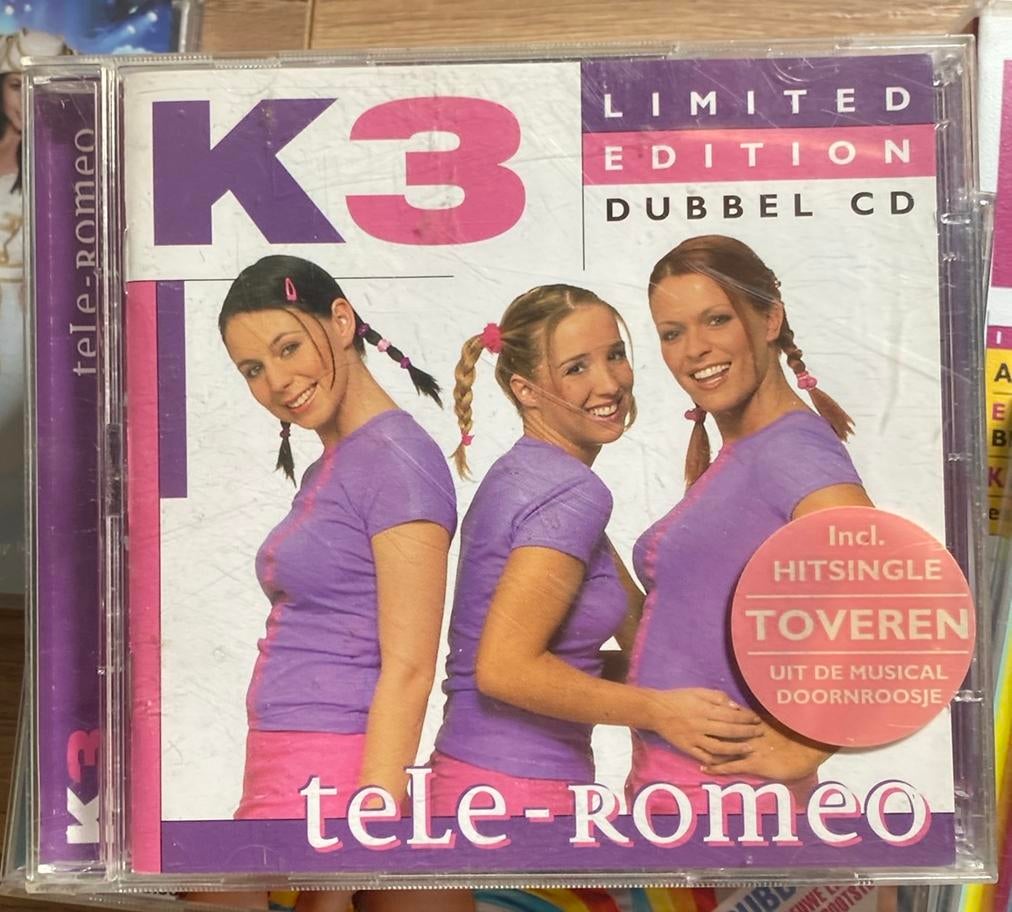 K3
LIMITED
EDITION
DUBBEL CD
Incl.
HITSINGLE
TOVEREN
UIT DE MUSICAL
DOORNROOSJE
teLe-Romeo
teLe-Romeo
K3